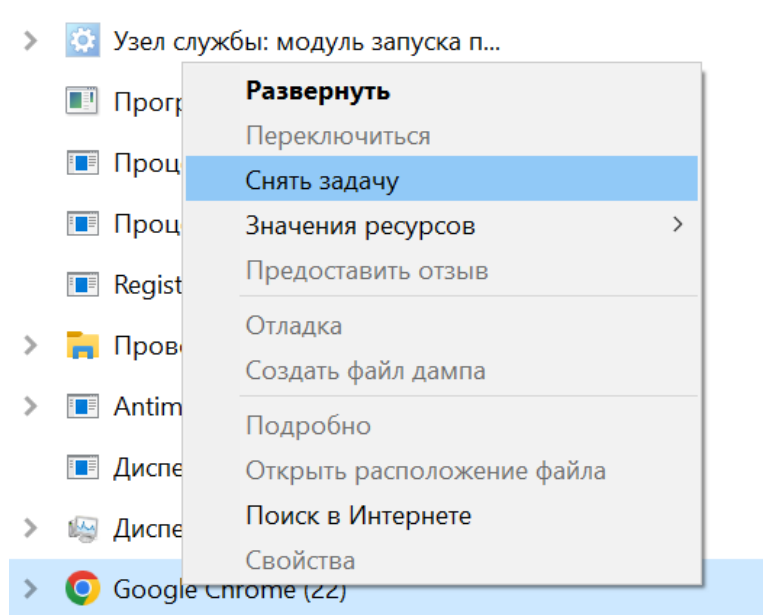 Узел службы: модуль запуска п...
Развернуть
Переключиться
Снять задачу
Значения ресурсов
Предоставить отзыв
Отладка
Создать файл дампа
Подробно
Открыть расположение файла
Поиск в Интернете
Свойства
Прогр
Проц
Проц
Regist
Прово
Antim
Диспе
Диспе
Google Chrome (22)